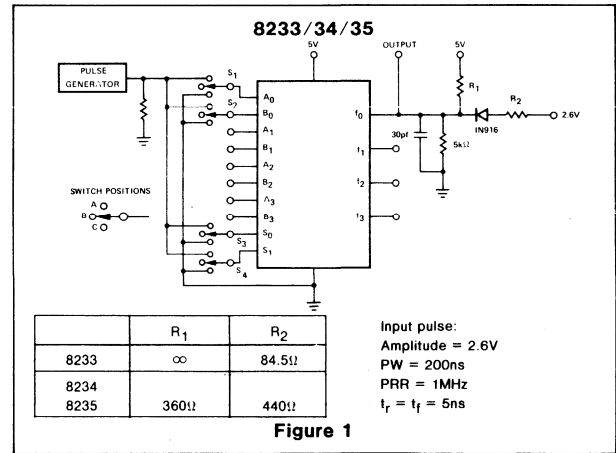 8233/34/35
PULSE GENERATOR
S1
S2
5V
OUTPUT
5V
R1
R2
2.6V
IN916
30pf
5kΩ
A0
B0
A1
B1
A2
B2
A3
B3
S0
S1
f0
f1
f2
f3
S3
S4
SWITCH POSITIONS
A
B
C
R1 R2
8233 ∞ 84.5Ω
8234
8235 360Ω 440Ω
Input pulse:
Amplitude = 2.6V
PW = 200ns
PRR = 1MHz
tr = tf = 5ns
Figure 1